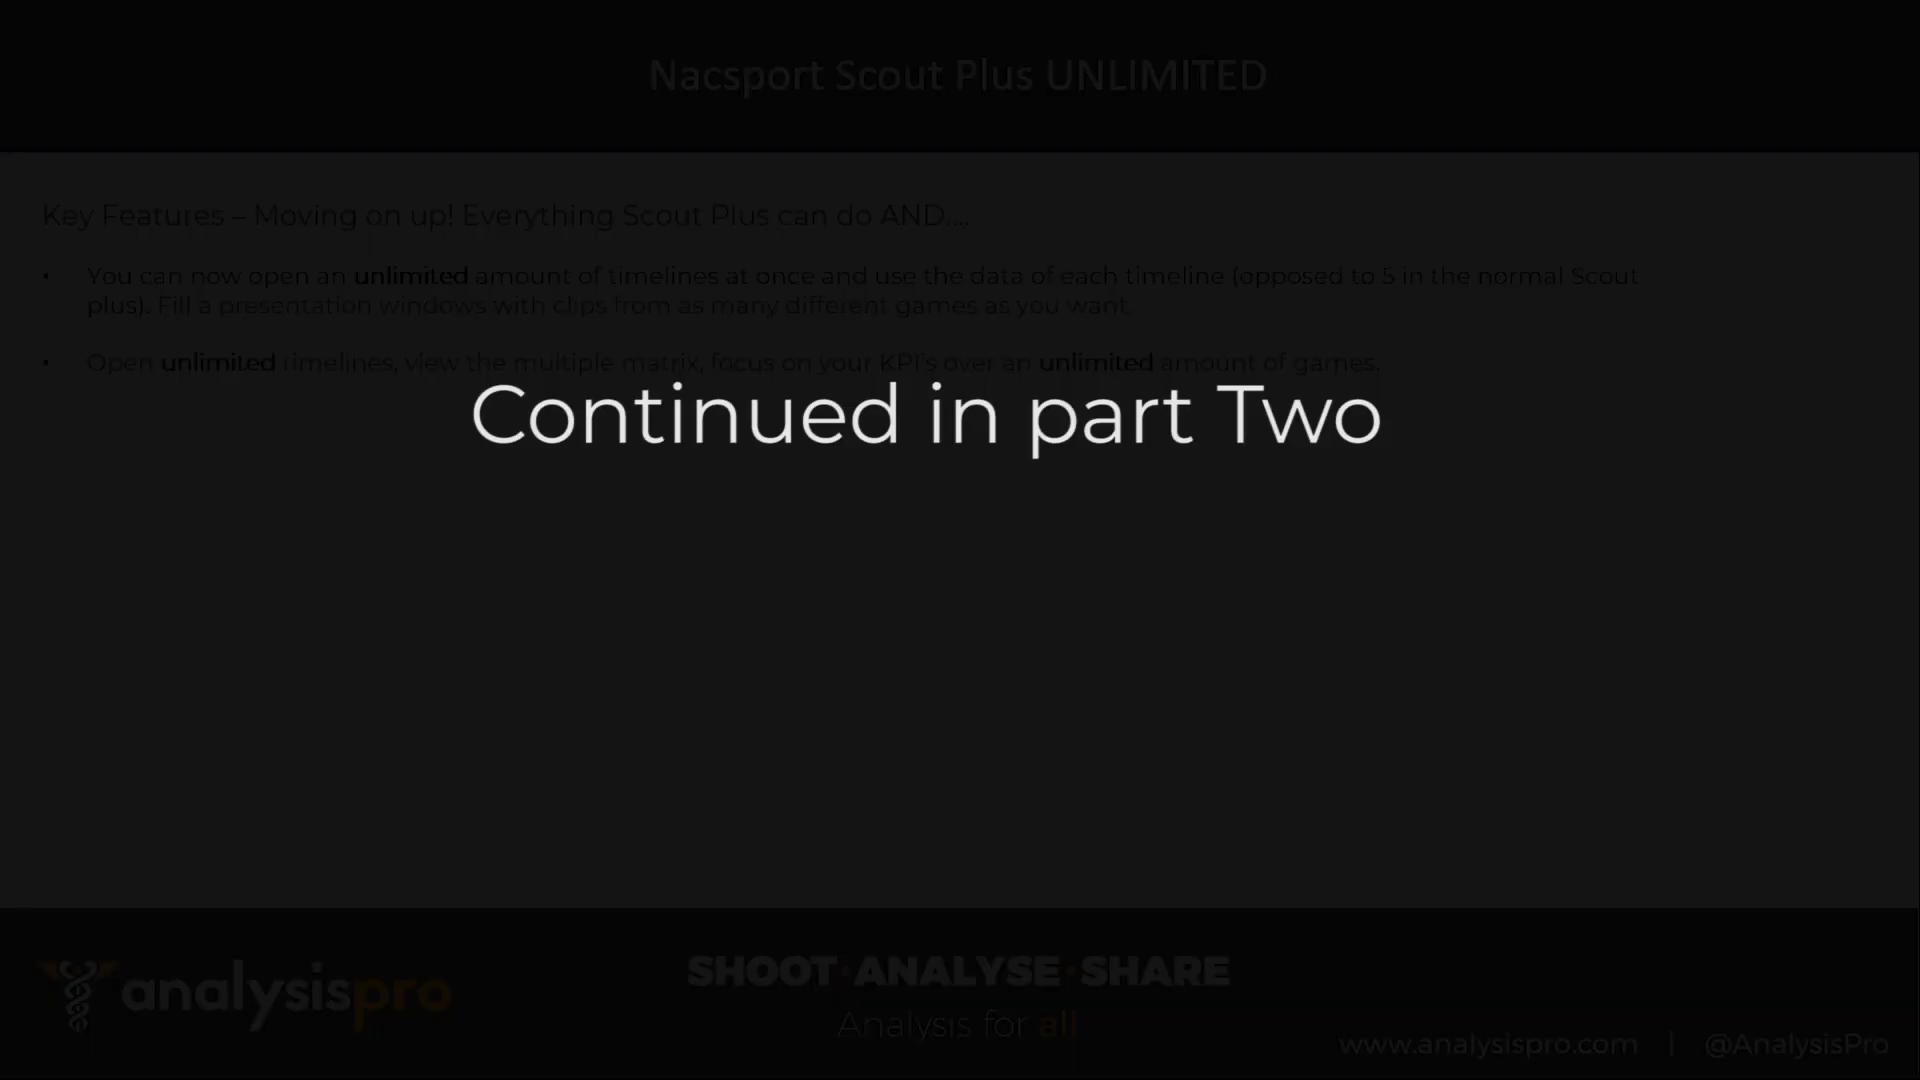 Nacsport Scout Plus UNLIMITED
Key Features – Moving on up! Everything Scout Plus can do AND....
• You can now open an unlimited amount of timelines at once and use the data of each timeline (opposed to 5 in the normal Scout
plus). Fill a presentation windows with clips from as many different games as you want.
• Open unlimited rimelines, view the multiple matrix, focus on your KPI's over an unlimited amount of games.
Continued in part Two
analysispro
SHOOT·ANALYSE·SHARE
Analysis for all
www.analysispro.com | @AnalysisPro